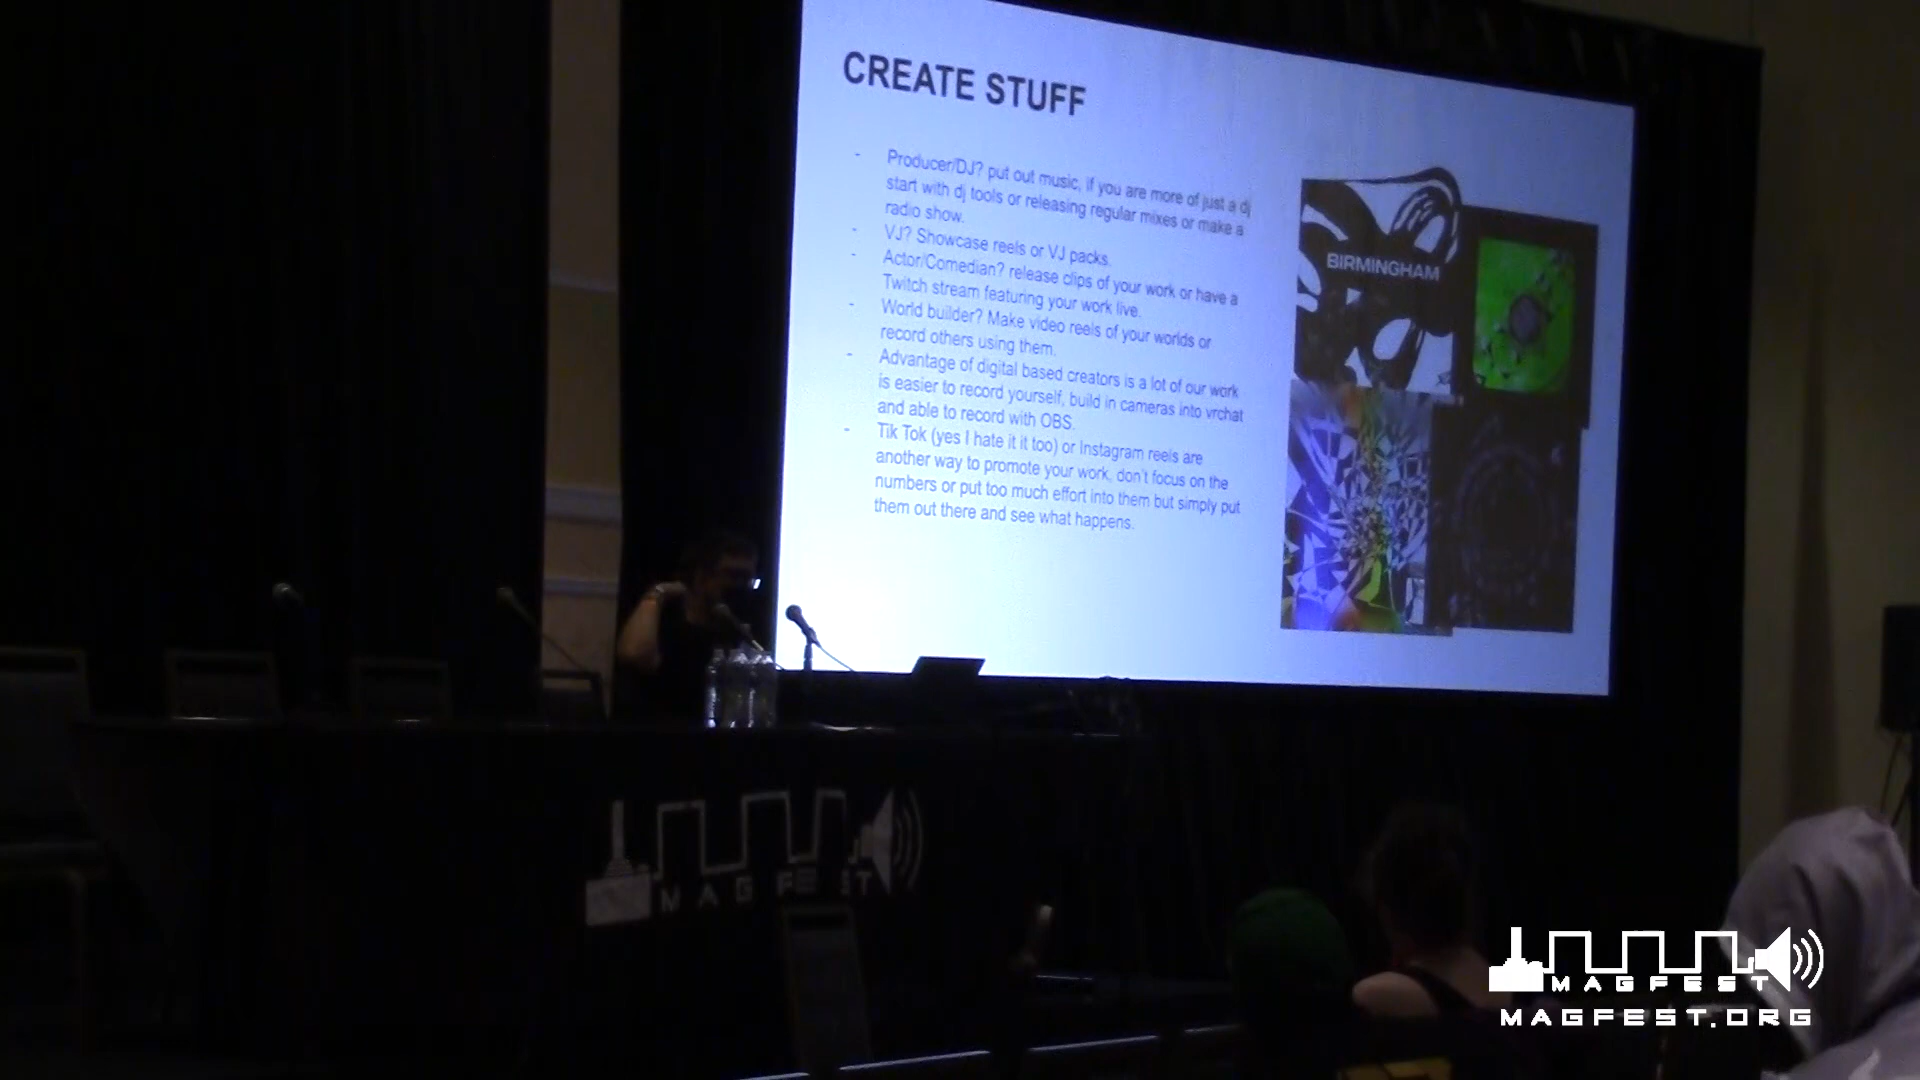 CREATE STUFF
- Producer/DJ? put out music, if you are more of just a dj
start with dj tools or releasing regular mixes or make a
radio show.
- VJ? Showcase reels or VJ packs.
- Actor/Comedian? release clips of your work or have a
Twitch stream featuring your work live.
- World builder? Make video reels of your worlds or
record others using them.
- Advantage of digital based creators is a lot of our work
is easier to record yourself, build in cameras into vrchat
and able to record with OBS.
- Tik Tok (yes I hate it it too) or Instagram reels are
another way to promote your work, don't focus on the
numbers or put too much effort into them but simply put
them out there and see what happens.
BIRMINGHAM
MAGFEST
MAGFEST
MAGFEST.ORG